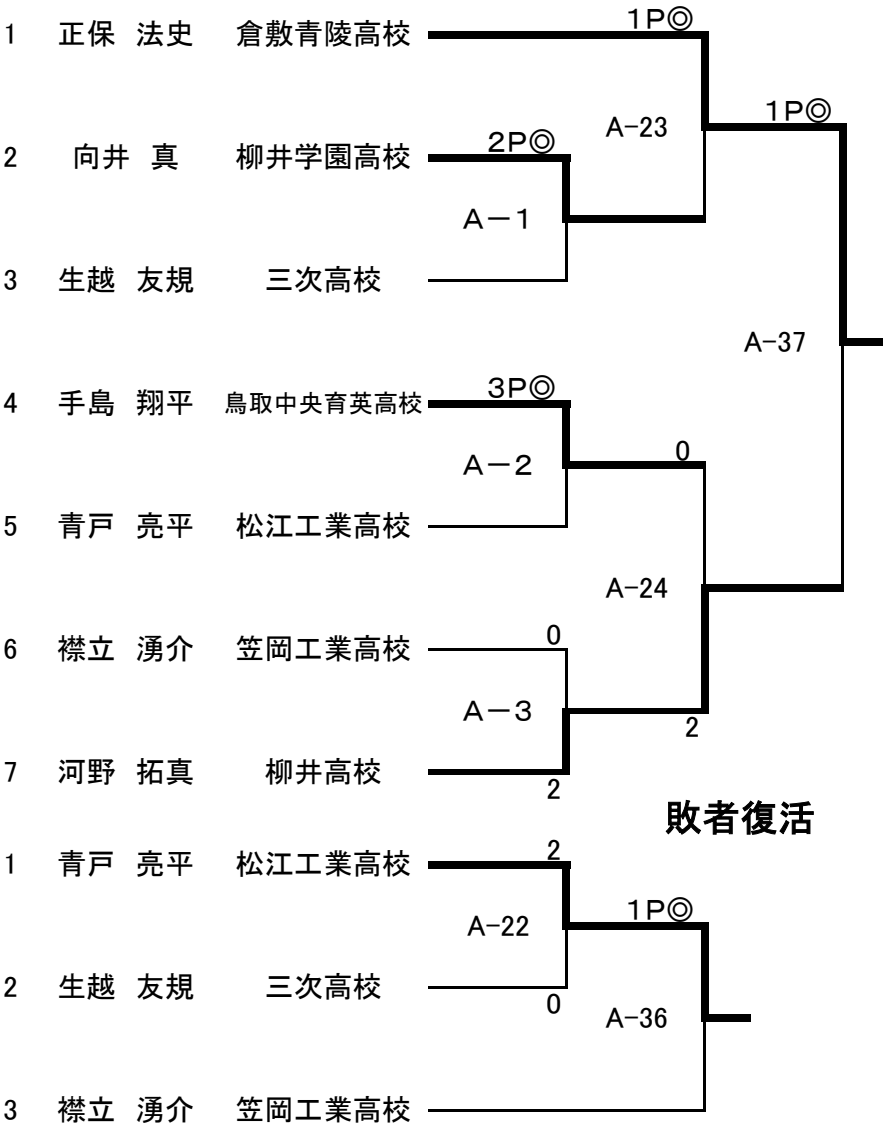 1P◎
1 正保 法史 倉敷青陵高校
1P◎
A-23
2P◎
2 向井 真 柳井学園高校
A－1
3 生越 友規 三次高校
A-37
3P◎
4 手島 翔平 鳥取中央育英高校
0
A－2
5 青戸 亮平 松江工業高校
A-24
0
6 襟立 湧介 笠岡工業高校
A－3
2
7 河野 拓真 柳井高校
2
敗者復活
2
1 青戸 亮平 松江工業高校
1P◎
A-22
2 生越 友規 三次高校
0
A-36
3 襟立 湧介 笠岡工業高校